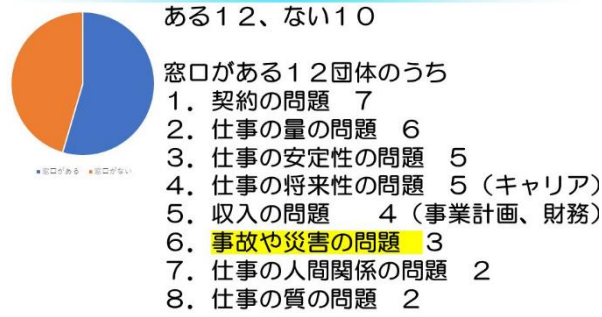 ある１２、ない１０
窓口がある１２団体のうち
１．契約の問題　７
２．仕事の量の問題　６
３．仕事の安定性の問題　５
４．仕事の将来性の問題　５（キャリア）
５．収入の問題　　４（事業計画、財務）
６．事故や災害の問題　３
７．仕事の人間関係の問題　２
８．仕事の質の問題　２
■窓口がある　■窓口がない